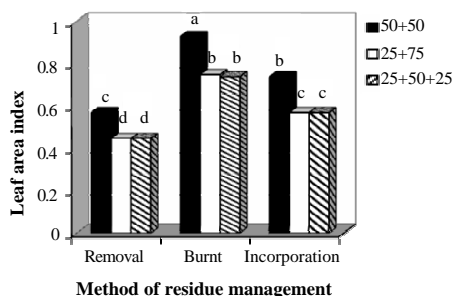 1
0.8
0.6
0.4
0.2
0
Leaf area index
a
b b
b
c
d d
c c
50+50
25+75
25+50+25
Removal Burnt Incorporation
Method of residue management